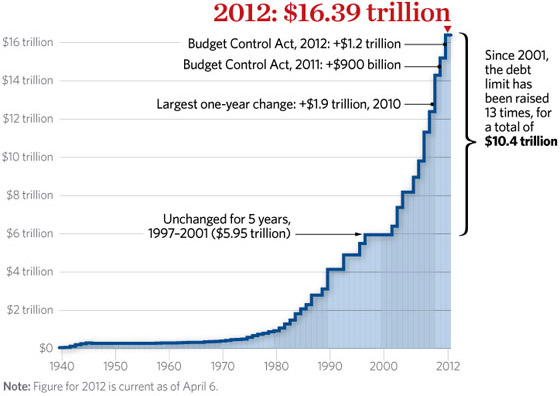 2012: $16.39 trillion
$16 trillion
$14 trillion
$12 trillion
$10 trillion
$8 trillion
$6 trillion
$4 trillion
$2 trillion
$0
Budget Control Act, 2012: +$1.2 trillion
Budget Control Act, 2011: +$900 billion
Largest one-year change: +$1.9 trillion, 2010
Unchanged for 5 years,
1997–2001 ($5.95 trillion)
Since 2001,
the debt
limit has
been raised
13 times, for
a total of
$10.4 trillion
1940 1950 1960 1970 1980 1990 2000 2012
Note: Figure for 2012 is current as of April 6.